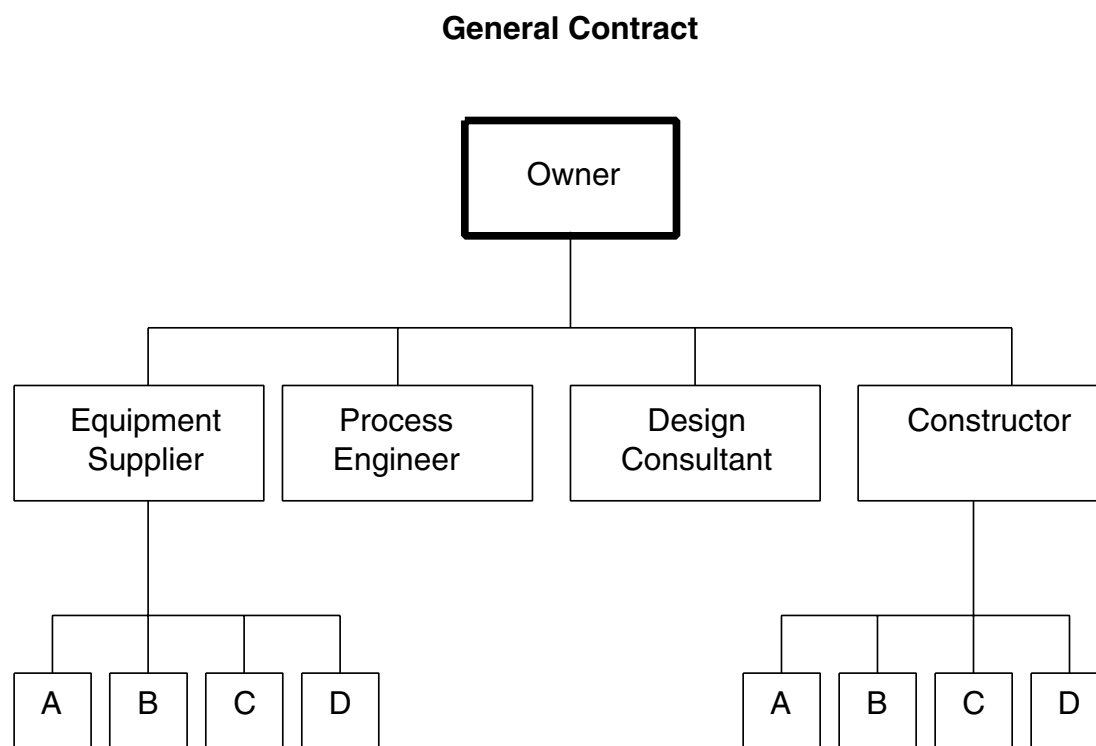 General Contract
Owner
Equipment
Supplier
Process
Engineer
Design
Consultant
Constructor
A
B
C
D
A
B
C
D